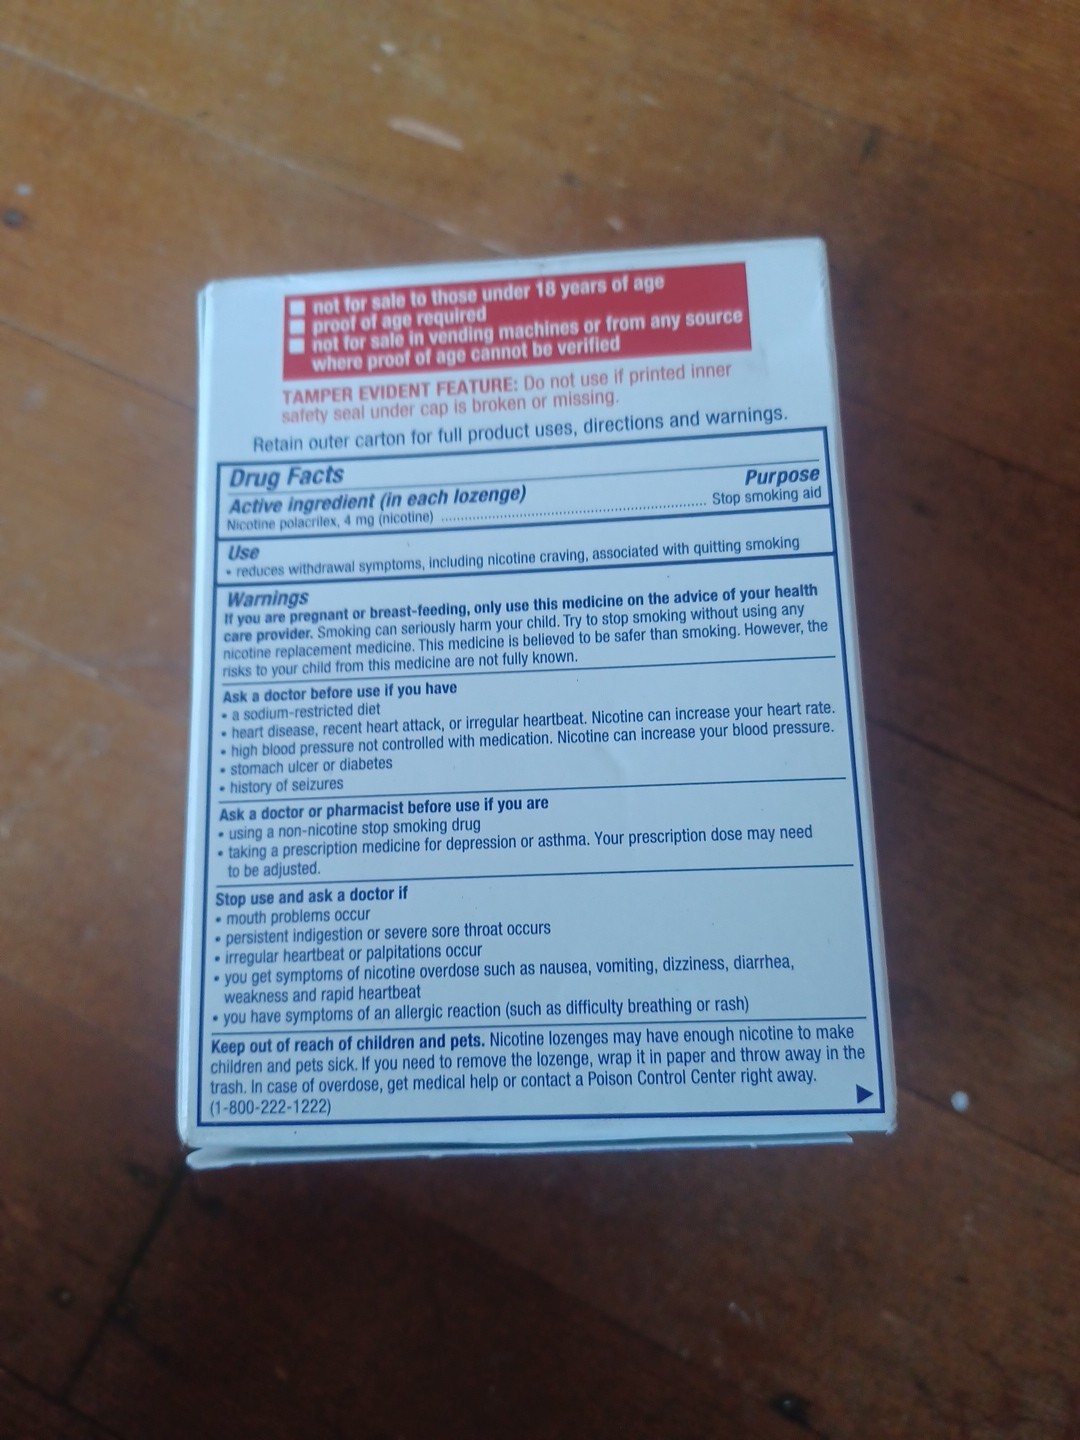 not for sale to those under 18 years of age
proof of age required
not for sale in vending machines or from any source
where proof of age cannot be verified
TAMPER EVIDENT FEATURE: Do not use if printed inner
safety seal under cap is broken or missing.
Retain outer carton for full product uses, directions and warnings.
Drug Facts
Active ingredient (in each lozenge) Purpose
Nicotine polacrilex, 4 mg (nicotine) ........................................................................ Stop smoking aid
Use
• reduces withdrawal symptoms, including nicotine craving, associated with quitting smoking
Warnings
If you are pregnant or breast-feeding, only use this medicine on the advice of your health
care provider. Smoking can seriously harm your child. Try to stop smoking without using any
nicotine replacement medicine. This medicine is believed to be safer than smoking. However, the
risks to your child from this medicine are not fully known.
Ask a doctor before use if you have
• a sodium-restricted diet
• heart disease, recent heart attack, or irregular heartbeat. Nicotine can increase your heart rate.
• high blood pressure not controlled with medication. Nicotine can increase your blood pressure.
• stomach ulcer or diabetes
• history of seizures
Ask a doctor or pharmacist before use if you are
• using a non-nicotine stop smoking drug
• taking a prescription medicine for depression or asthma. Your prescription dose may need
to be adjusted.
Stop use and ask a doctor if
• mouth problems occur
• persistent indigestion or severe sore throat occurs
• irregular heartbeat or palpitations occur
• you get symptoms of nicotine overdose such as nausea, vomiting, dizziness, diarrhea,
weakness and rapid heartbeat
• you have symptoms of an allergic reaction (such as difficulty breathing or rash)
Keep out of reach of children and pets. Nicotine lozenges may have enough nicotine to make
children and pets sick. If you need to remove the lozenge, wrap it in paper and throw away in the
trash. In case of overdose, get medical help or contact a Poison Control Center right away.
(1-800-222-1222)